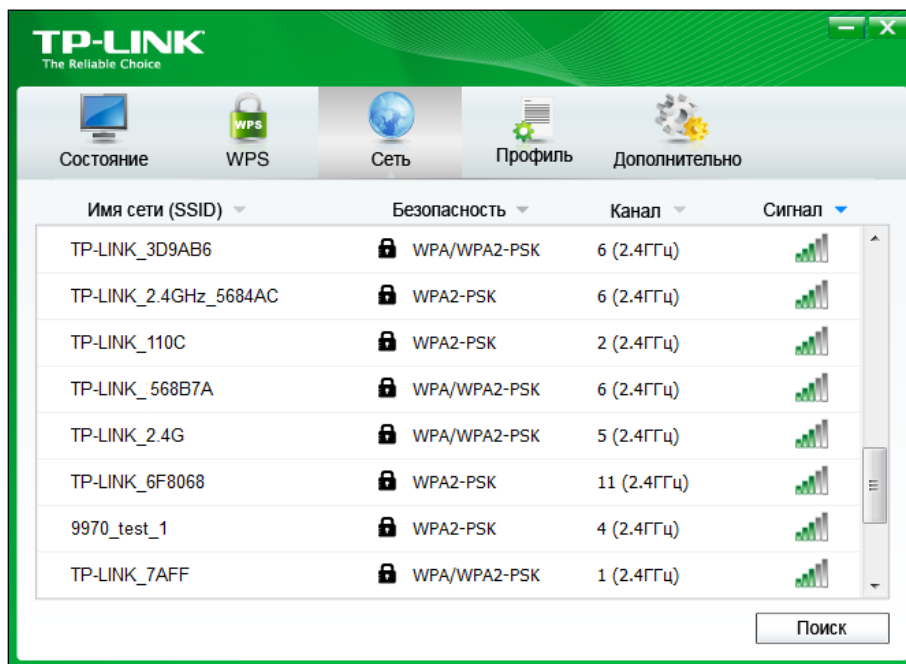 TP-LINK
The Reliable Choice
WPS
Состояние WPS Сеть Профиль Дополнительно
Имя сети (SSID) Безопасность Канал Сигнал
TP-LINK_3D9AB6 WPA/WPA2-PSK 6 (2.4ГГц)
TP-LINK_2.4GHz_5684AC WPA2-PSK 6 (2.4ГГц)
TP-LINK_110C WPA2-PSK 2 (2.4ГГц)
TP-LINK_ 568B7A WPA/WPA2-PSK 6 (2.4ГГц)
TP-LINK_2.4G WPA/WPA2-PSK 5 (2.4ГГц)
TP-LINK_6F8068 WPA2-PSK 11 (2.4ГГц)
9970_test_1 WPA2-PSK 4 (2.4ГГц)
TP-LINK_7AFF WPA/WPA2-PSK 1 (2.4ГГц)
Поиск